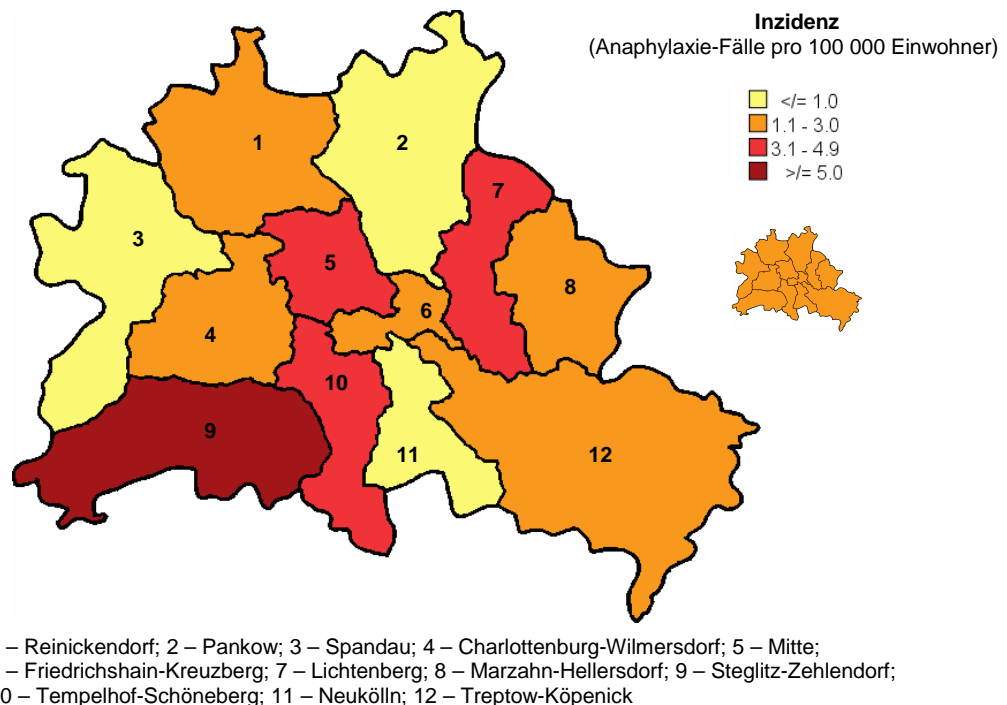 Inzidenz
(Anaphylaxie-Fälle pro 100 000 Einwohner)
</= 1.0
1.1 - 3.0
3.1 - 4.9
>/= 5.0
1
2
7
3
5
8
6
4
10
9
11
12
– Reinickendorf; 2 – Pankow; 3 – Spandau; 4 – Charlottenburg-Wilmersdorf; 5 – Mitte;
– Friedrichshain-Kreuzberg; 7 – Lichtenberg; 8 – Marzahn-Hellersdorf; 9 – Steglitz-Zehlendorf;
0 – Tempelhof-Schöneberg; 11 – Neukölln; 12 – Treptow-Köpenick